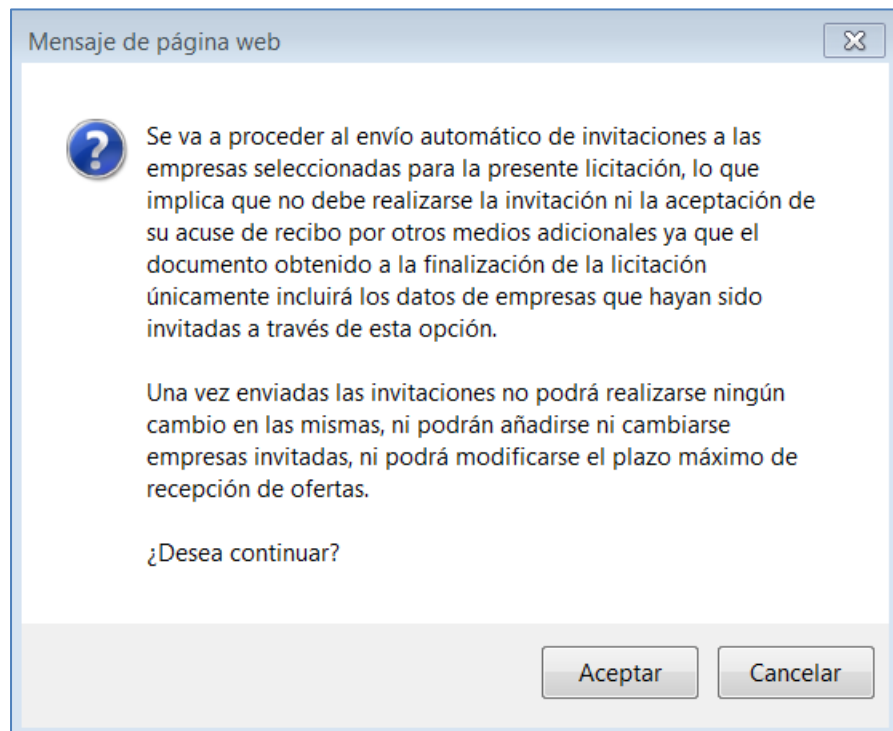 Mensaje de página web
Se va a proceder al envío automático de invitaciones a las
empresas seleccionadas para la presente licitación, lo que
implica que no debe realizarse la invitación ni la aceptación de
su acuse de recibo por otros medios adicionales ya que el
documento obtenido a la finalización de la licitación
únicamente incluirá los datos de empresas que hayan sido
invitadas a través de esta opción.
Una vez enviadas las invitaciones no podrá realizarse ningún
cambio en las mismas, ni podrán añadirse ni cambiarse
empresas invitadas, ni podrá modificarse el plazo máximo de
recepción de ofertas.
¿Desea continuar?
Aceptar
Cancelar